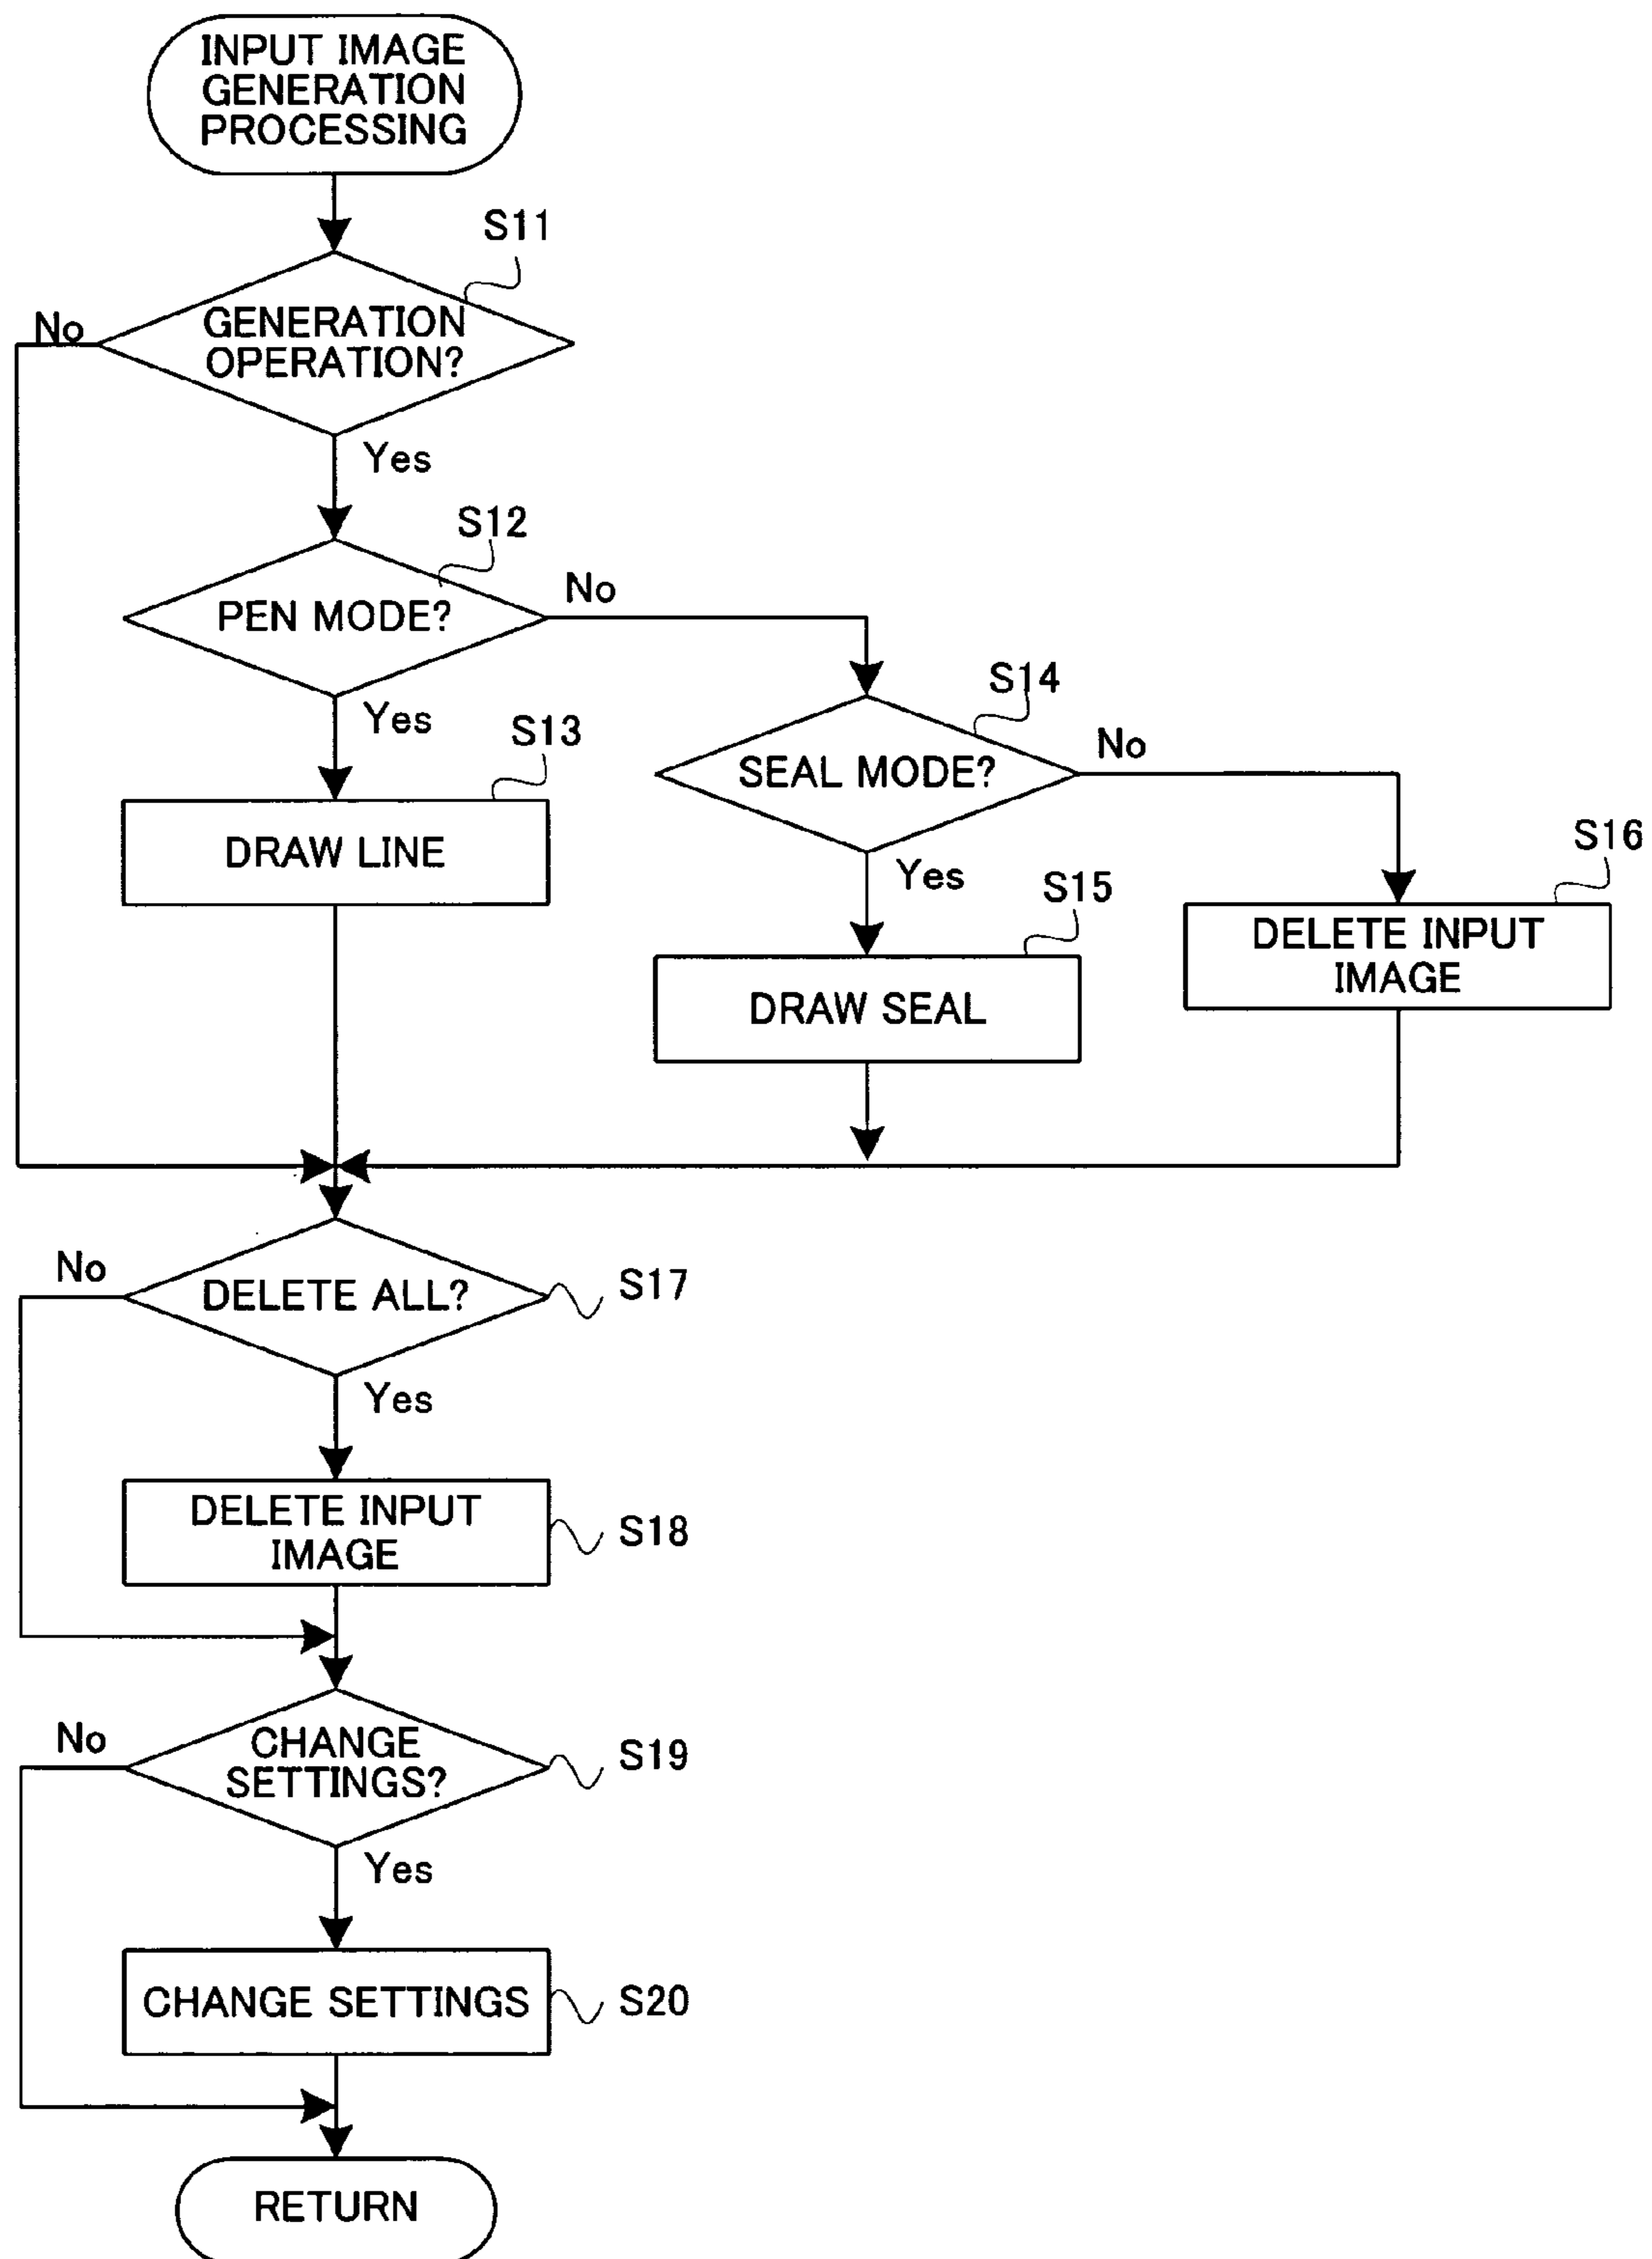 INPUT IMAGE
GENERATION
PROCESSING
S11
No
GENERATION
OPERATION?
Yes
S12
No
PEN MODE?
Yes
S14
No
SEAL MODE?
S13
DRAW LINE
Yes
S16
S15
DELETE INPUT
IMAGE
DRAW SEAL
No
DELETE ALL?
S17
Yes
DELETE INPUT
IMAGE
S18
No
CHANGE
SETTINGS?
S19
Yes
CHANGE SETTINGS
S20
RETURN